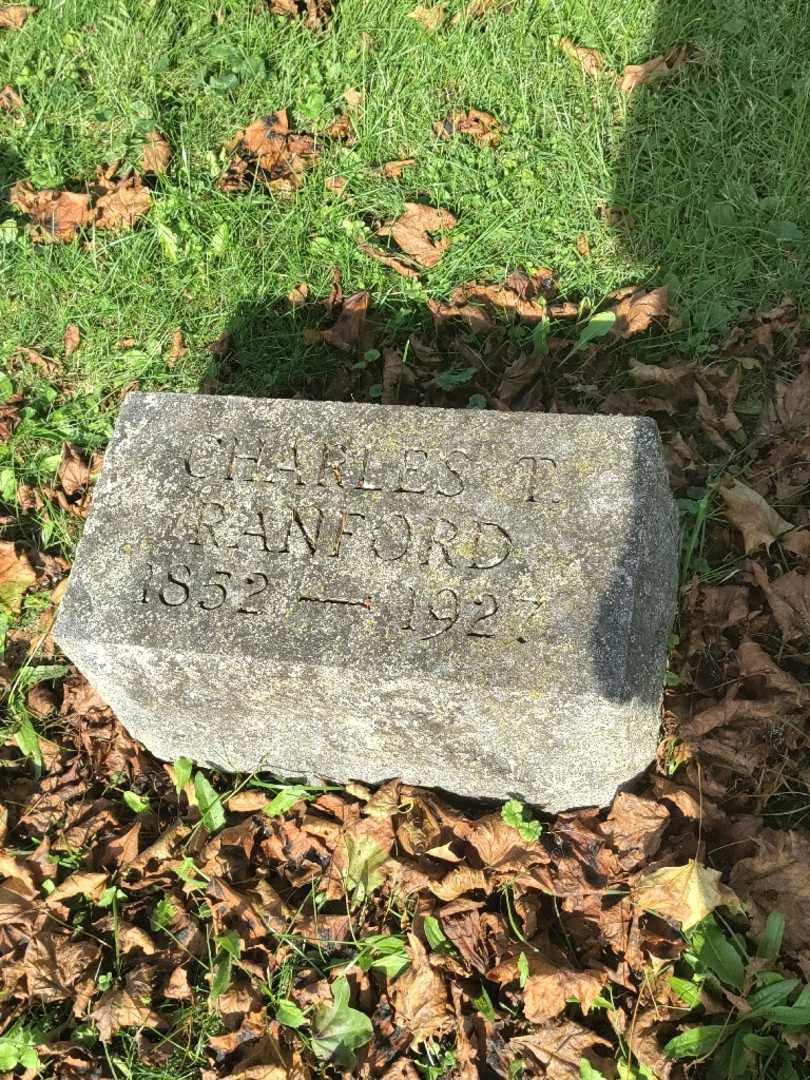 CHARLES T.
RANFORD
1852 — 1927.